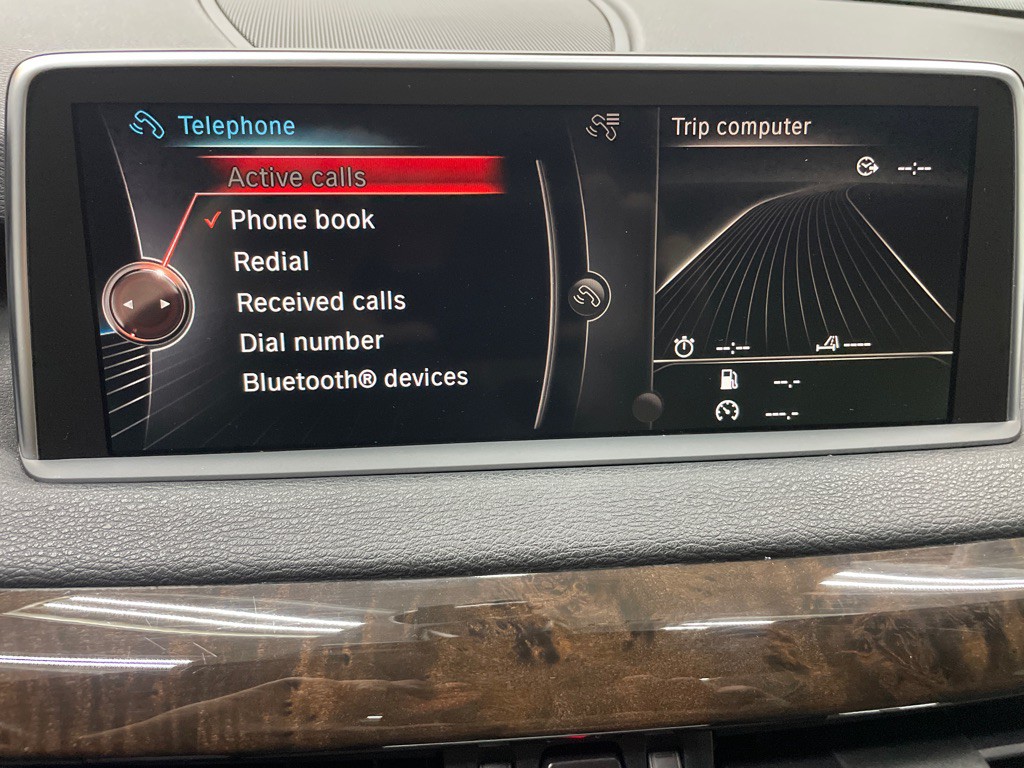 Telephone
Active calls
Phone book
Redial
Received calls
Dial number
Bluetooth® devices
Trip computer
--:--
--:-- ----
--.-
---.-